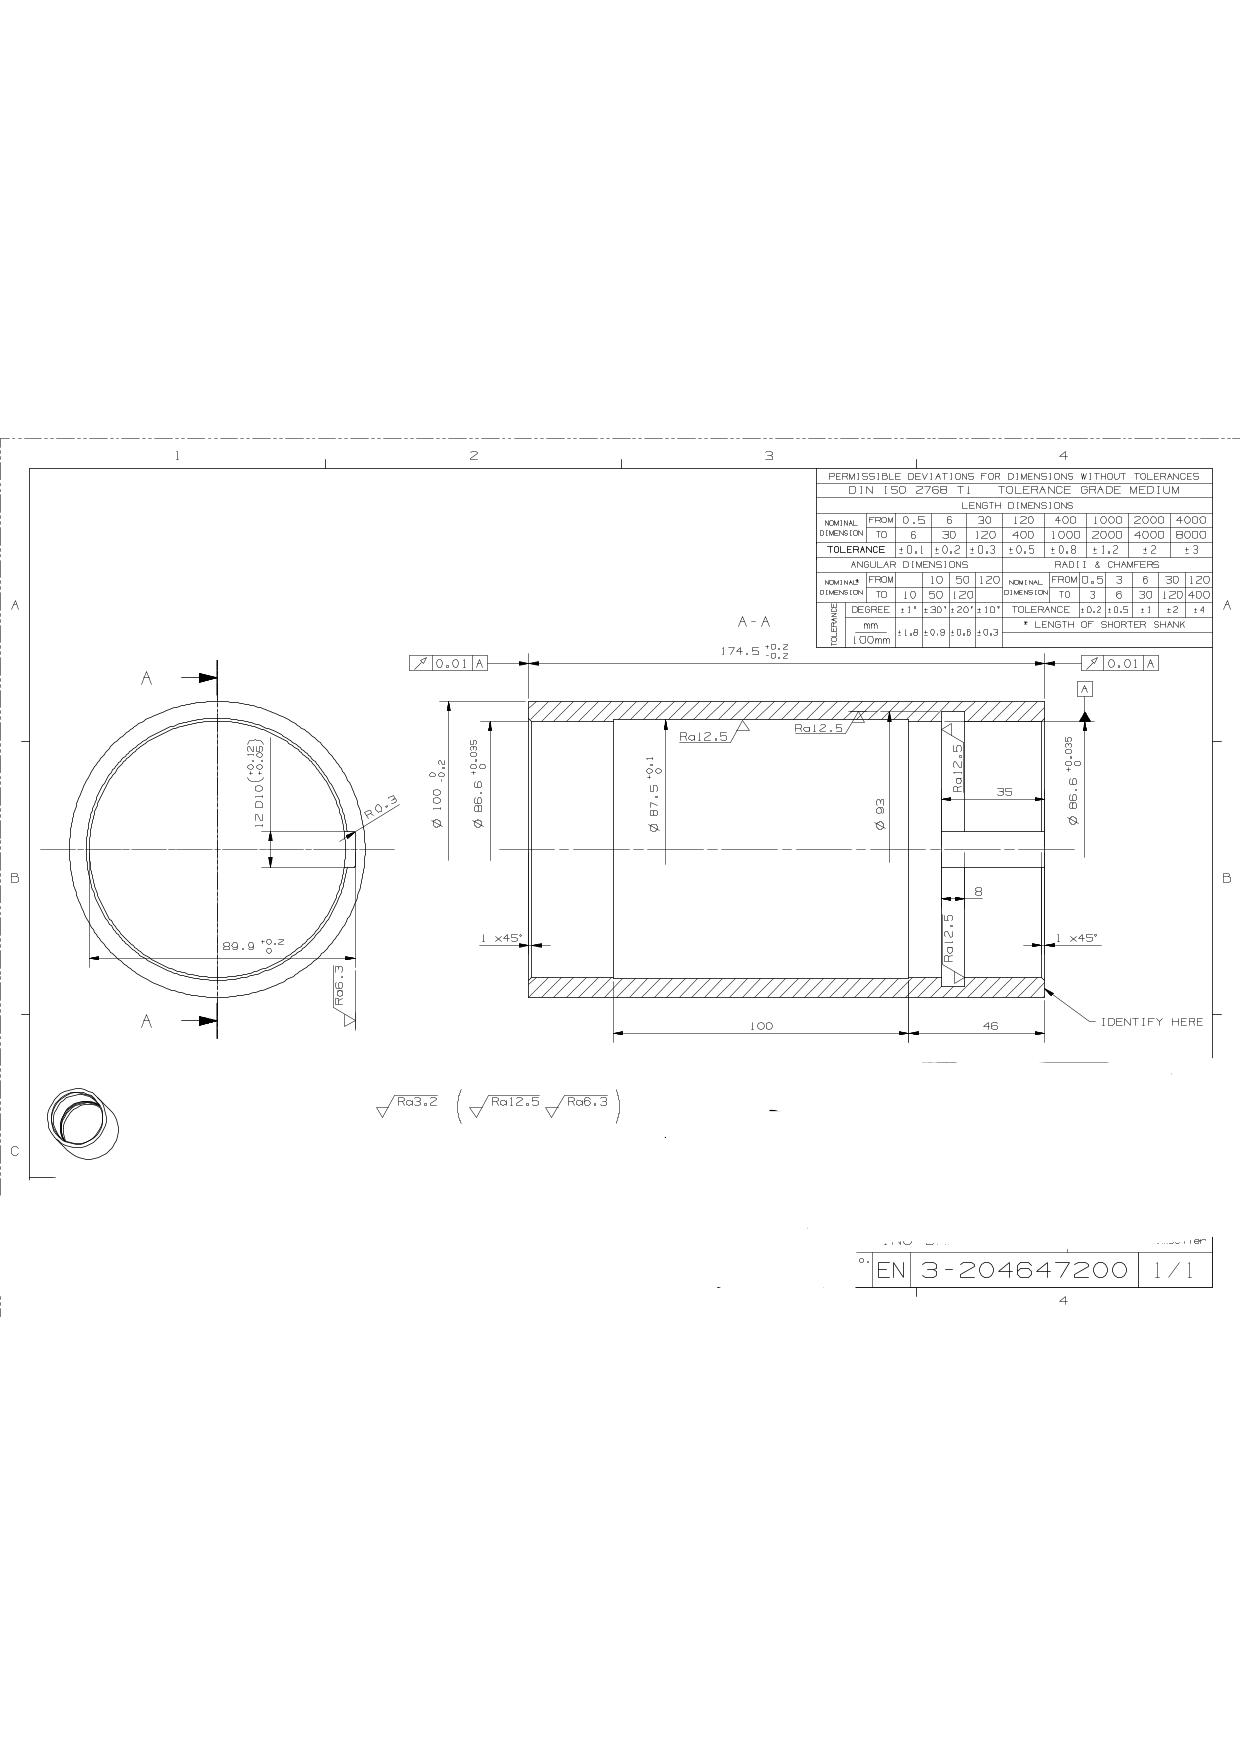 1 2 3 4
PERMISSIBLE DEVIATIONS FOR DIMENSIONS WITHOUT TOLERANCES
DIN ISO 2768 T1 TOLERANCE GRADE MEDIUM
LENGTH DIMENSIONS
NOMINAL DIMENSION FROM 0.5 6 30 120 400 1000 2000 4000
TO 6 30 120 400 1000 2000 4000 8000
TOLERANCE ±0.1 ±0.2 ±0.3 ±0.5 ±0.8 ±1.2 ±2 ±3
ANGULAR DIMENSIONS RADII & CHAMFERS
NOMINAL* DIMENSION FROM 10 50 120 NOMINAL DIMENSION FROM 0.5 3 6 30 120
TO 10 50 120 TO 3 6 30 120 400
TOLERANCE DEGREE ±1° ±30' ±20' ±10' TOLERANCE ±0.2 ±0.5 ±1 ±2 ±4
mm 100mm ±1.8 ±0.9 ±0.6 ±0.3 * LENGTH OF SHORTER SHANK
A A
A-A
174.5 +0.2 -0.2
0.01 A
0.01 A
A
A
12 D10 (+0.12 +0.05)
R0.3
89.9 +0.2 0
Ra6.3
A
Ø 100 0 -0.2
Ø 86.6 +0.035 0
Ø 87.5 +0.1 0
Ra12.5
Ra12.5
Ø 93
Ra12.5
35
Ø 86.6 +0.035 0
8
Ra12.5
1 x45°
1 x45°
B B
100
46
IDENTIFY HERE
Ra3.2 (Ra12.5 Ra6.3)
C
EN 3-204647200 1/1
4